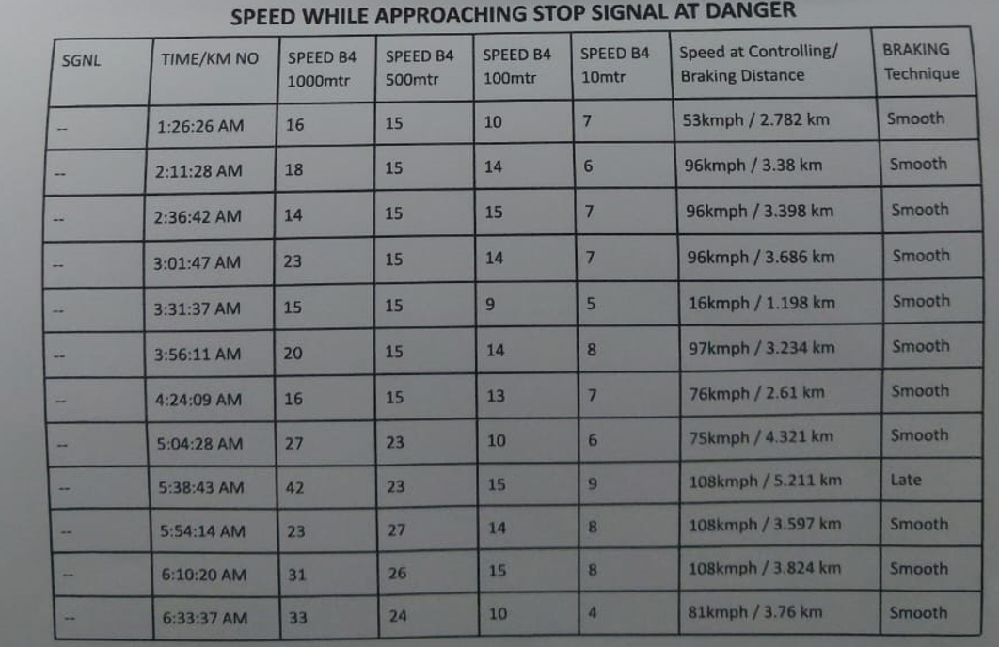 SPEED WHILE APPROACHING STOP SIGNAL AT DANGER
SGNL TIME/KM NO SPEED B4 1000mtr SPEED B4 500mtr SPEED B4 100mtr SPEED B4 10mtr Speed at Controlling/ Braking Distance BRAKING Technique
-- 1:26:26 AM 16 15 10 7 53kmph / 2.782 km Smooth
-- 2:11:28 AM 18 15 14 6 96kmph / 3.38 km Smooth
-- 2:36:42 AM 14 15 15 7 96kmph / 3.398 km Smooth
-- 3:01:47 AM 23 15 14 7 96kmph / 3.686 km Smooth
-- 3:31:37 AM 15 15 9 5 16kmph / 1.198 km Smooth
-- 3:56:11 AM 20 15 14 8 97kmph / 3.234 km Smooth
-- 4:24:09 AM 16 15 13 7 76kmph / 2.61 km Smooth
-- 5:04:28 AM 27 23 10 6 75kmph / 4.321 km Smooth
-- 5:38:43 AM 42 23 15 9 108kmph / 5.211 km Late
-- 5:54:14 AM 23 27 14 8 108kmph / 3.597 km Smooth
-- 6:10:20 AM 31 26 15 8 108kmph / 3.824 km Smooth
-- 6:33:37 AM 33 24 10 4 81kmph / 3.76 km Smooth